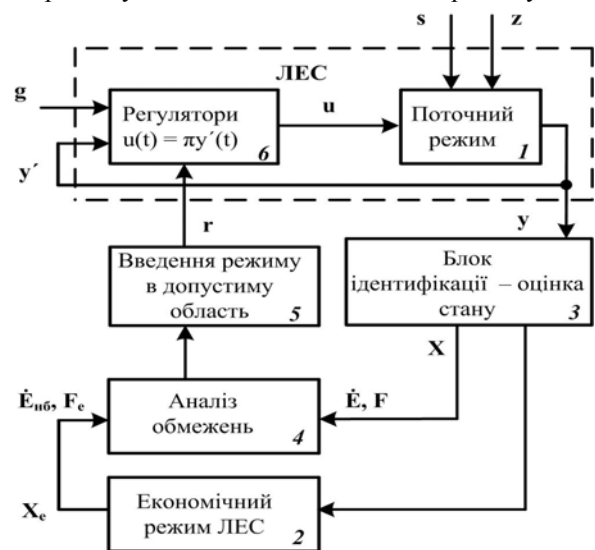 s z
ЛЕС
g
Регулятори
u(t) = πy´(t)
6
u
Поточний
режим
1
y´
r
y
Введення режиму
в допустиму
область
5
Блок
ідентифікації – оцінка
стану
3
X
Ėнб, Fе
Аналіз
обмежень
4
Ė, F
Xе
Економічний
режим ЛЕС
2